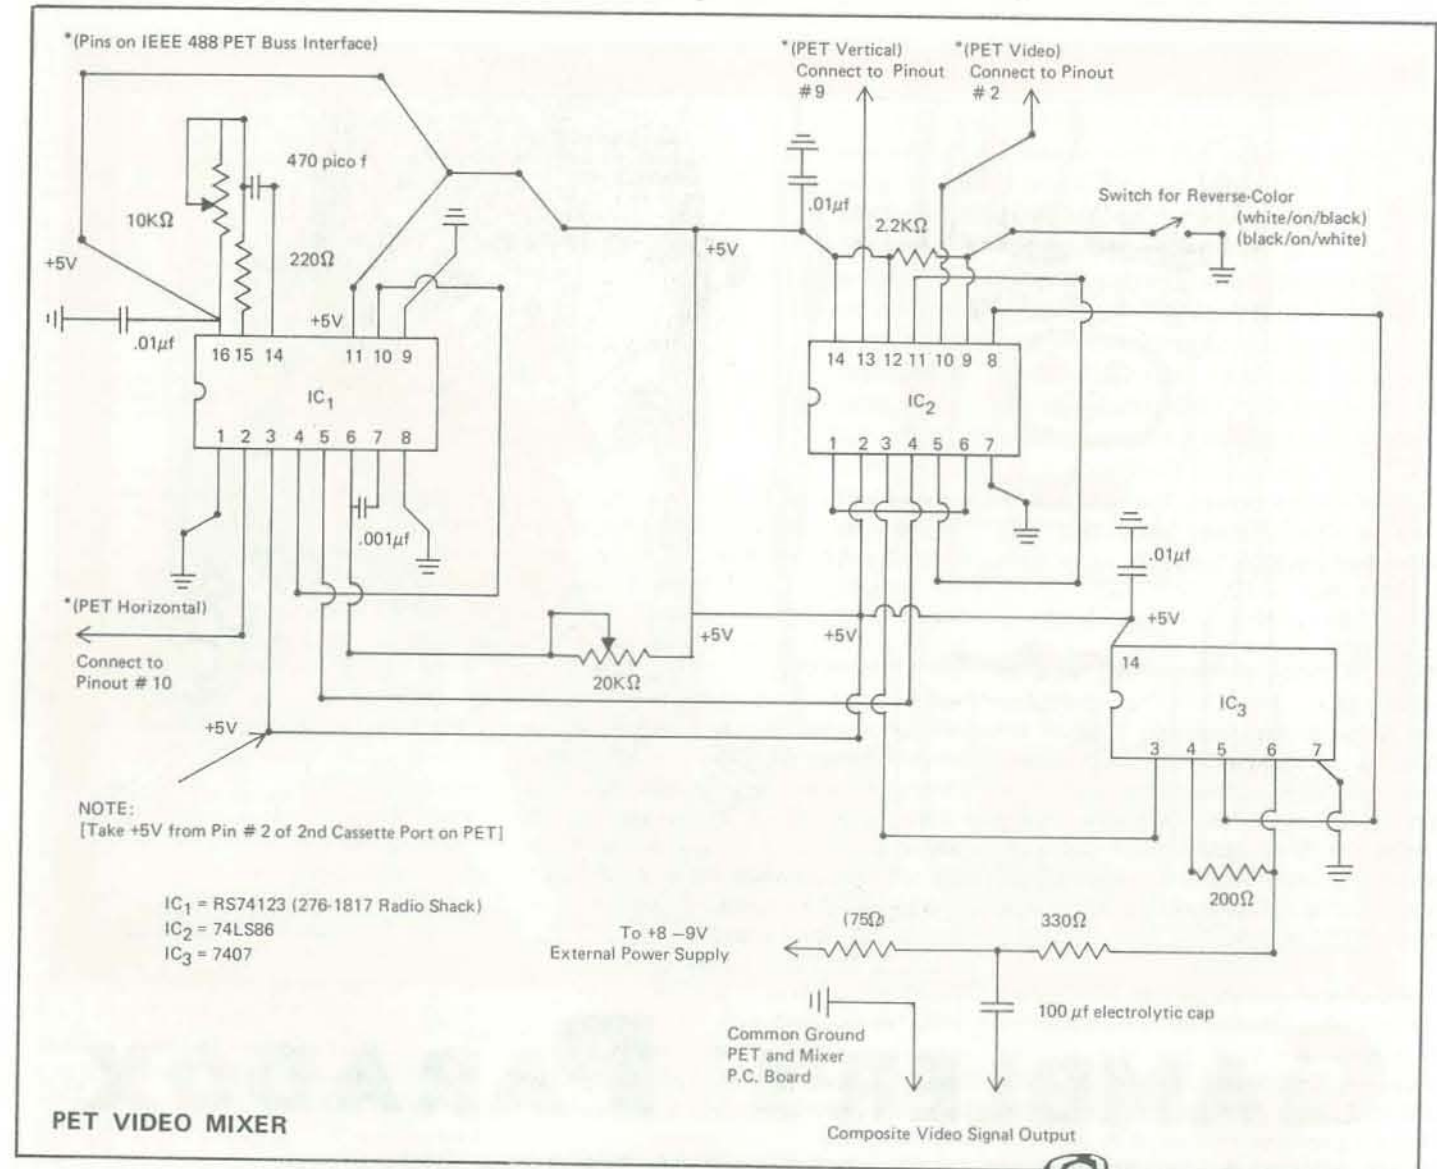 *(Pins on IEEE 488 PET Buss Interface)
*(PET Vertical)
Connect to Pinout
#9
*(PET Video)
Connect to Pinout
#2
470 pico f
10KΩ
220Ω
+5V
.01µf
+5V
16 15 14 11 10 9
IC1
1 2 3 4 5 6 7 8
.001µf
.01µf
2.2KΩ
+5V
Switch for Reverse-Color
(white/on/black)
(black/on/white)
14 13 12 11 10 9 8
IC2
1 2 3 4 5 6 7
.01µf
*(PET Horizontal)
Connect to
Pinout # 10
+5V
+5V
+5V
20KΩ
14
IC3
3 4 5 6 7
+5V
NOTE:
[Take +5V from Pin # 2 of 2nd Cassette Port on PET]
200Ω
IC1 = RS74123 (276-1817 Radio Shack)
IC2 = 74LS86
IC3 = 7407
(75Ω)
330Ω
To +8 –9V
External Power Supply
100 µf electrolytic cap
Common Ground
PET and Mixer
P.C. Board
PET VIDEO MIXER
Composite Video Signal Output